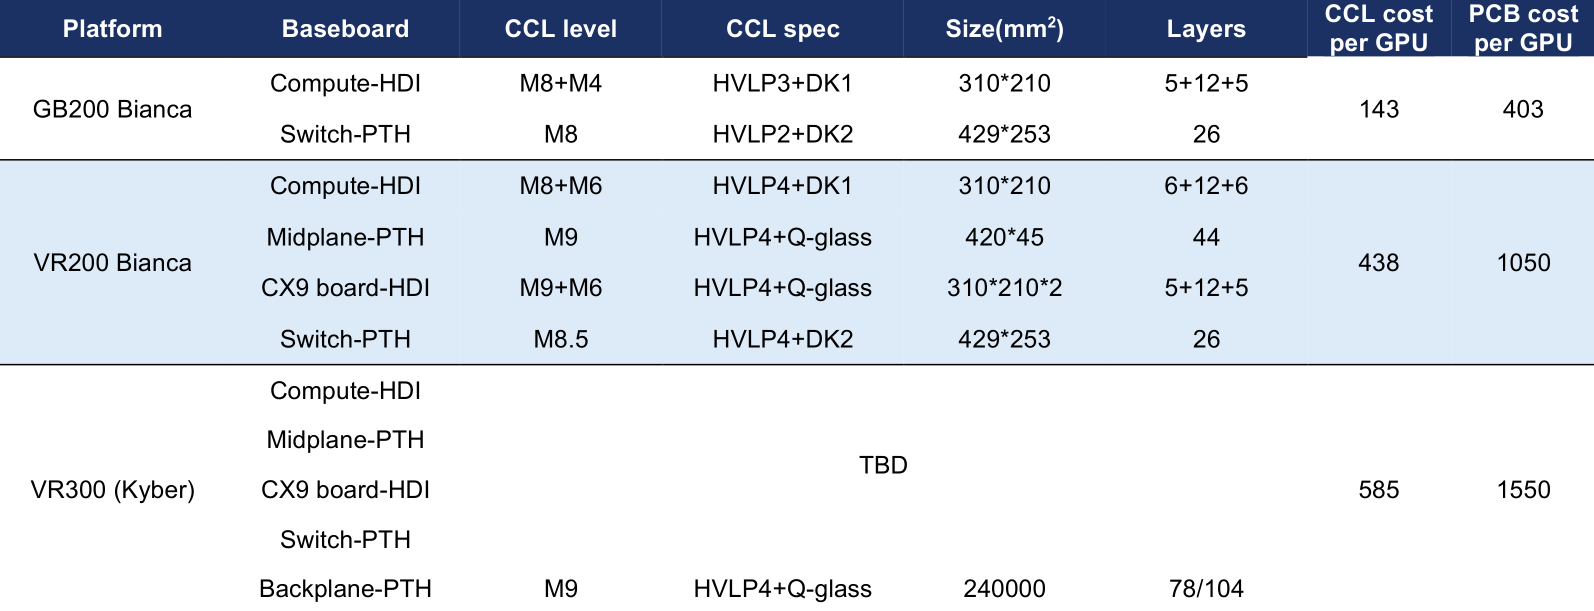 Platform Baseboard CCL level CCL spec Size(mm²) Layers CCL cost per GPU PCB cost per GPU
GB200 Bianca Compute-HDI M8+M4 HVLP3+DK1 310*210 5+12+5 143 403
Switch-PTH M8 HVLP2+DK2 429*253 26
VR200 Bianca Compute-HDI M8+M6 HVLP4+DK1 310*210 6+12+6 438 1050
Midplane-PTH M9 HVLP4+Q-glass 420*45 44
CX9 board-HDI M9+M6 HVLP4+Q-glass 310*210*2 5+12+5
Switch-PTH M8.5 HVLP4+DK2 429*253 26
VR300 (Kyber) Compute-HDI TBD 585 1550
Midplane-PTH
CX9 board-HDI
Switch-PTH
Backplane-PTH M9 HVLP4+Q-glass 240000 78/104